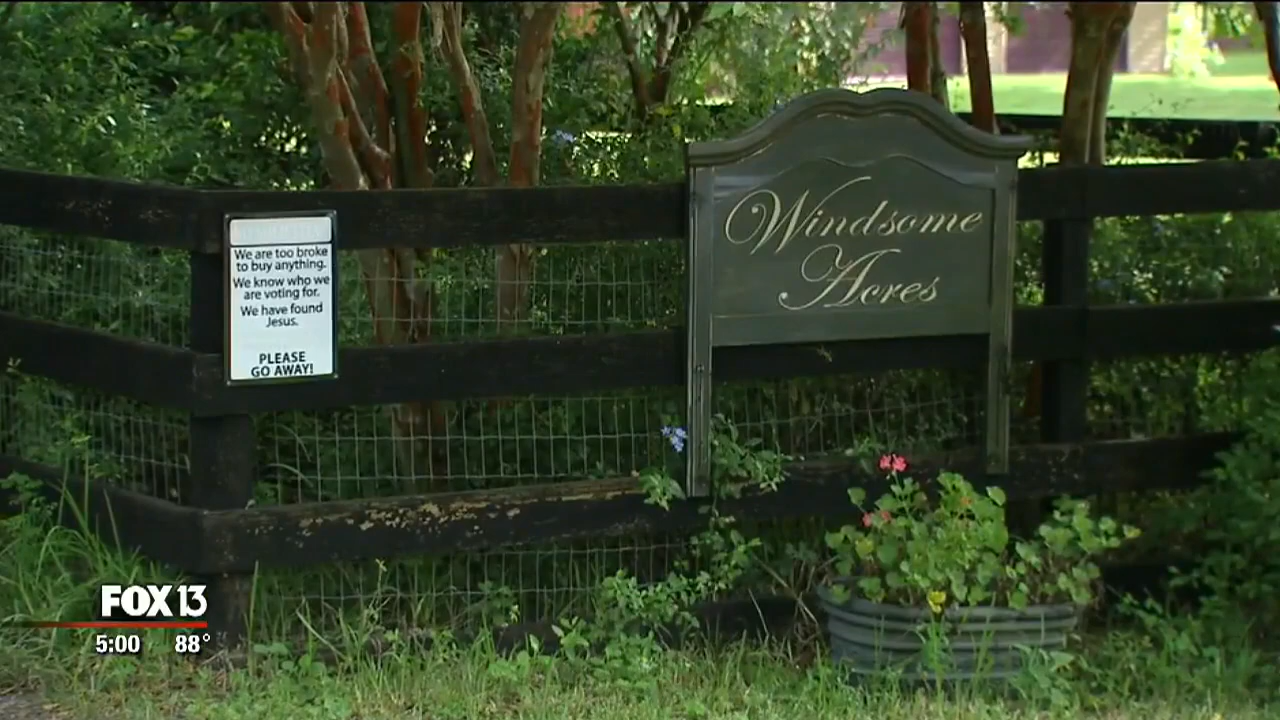 We are too broke
to buy anything.
We know who we
are voting for.
We have found
Jesus.
PLEASE
GO AWAY!
Windsome
Acres
FOX 13
5:00 88°